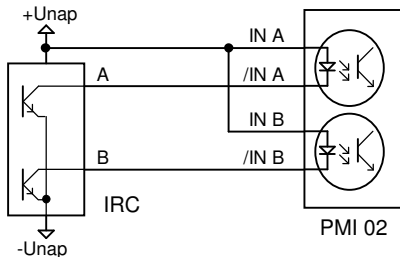 +Unap
IN A
A
/IN A
IN B
B
/IN B
IRC
PMI 02
-Unap